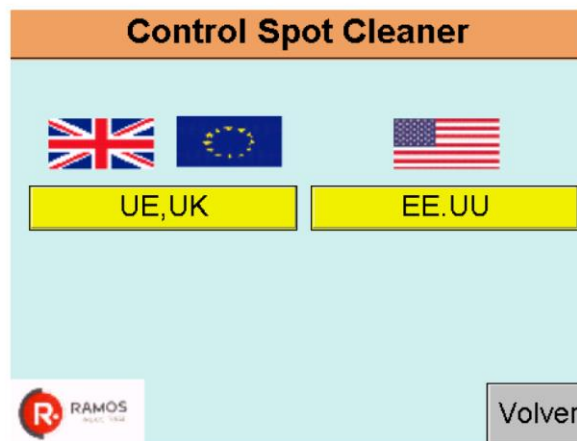 Control Spot Cleaner
UE,UK
EE.UU
R.
RAMOS
Volver